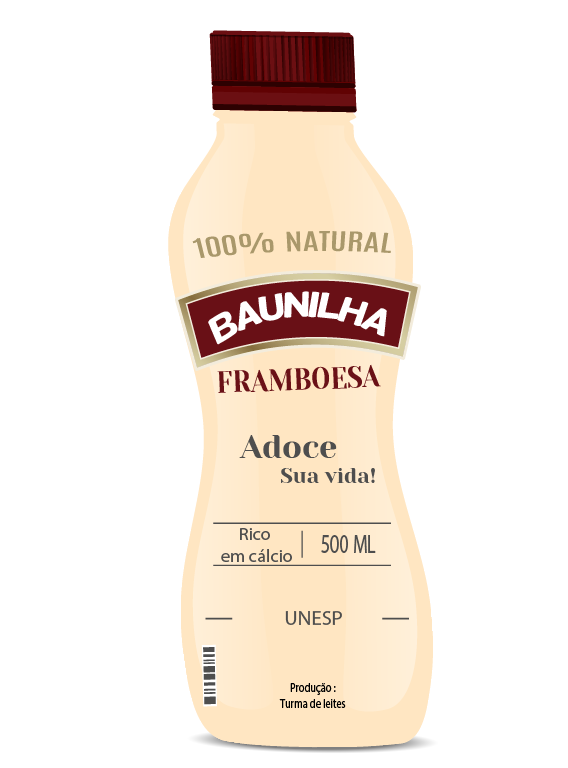 100% NATURAL
BAUNILHA
FRAMBOESA
Adoce
Sua vida!
Rico
em cálcio
500 ML
UNESP
Produção :
Turma de leites